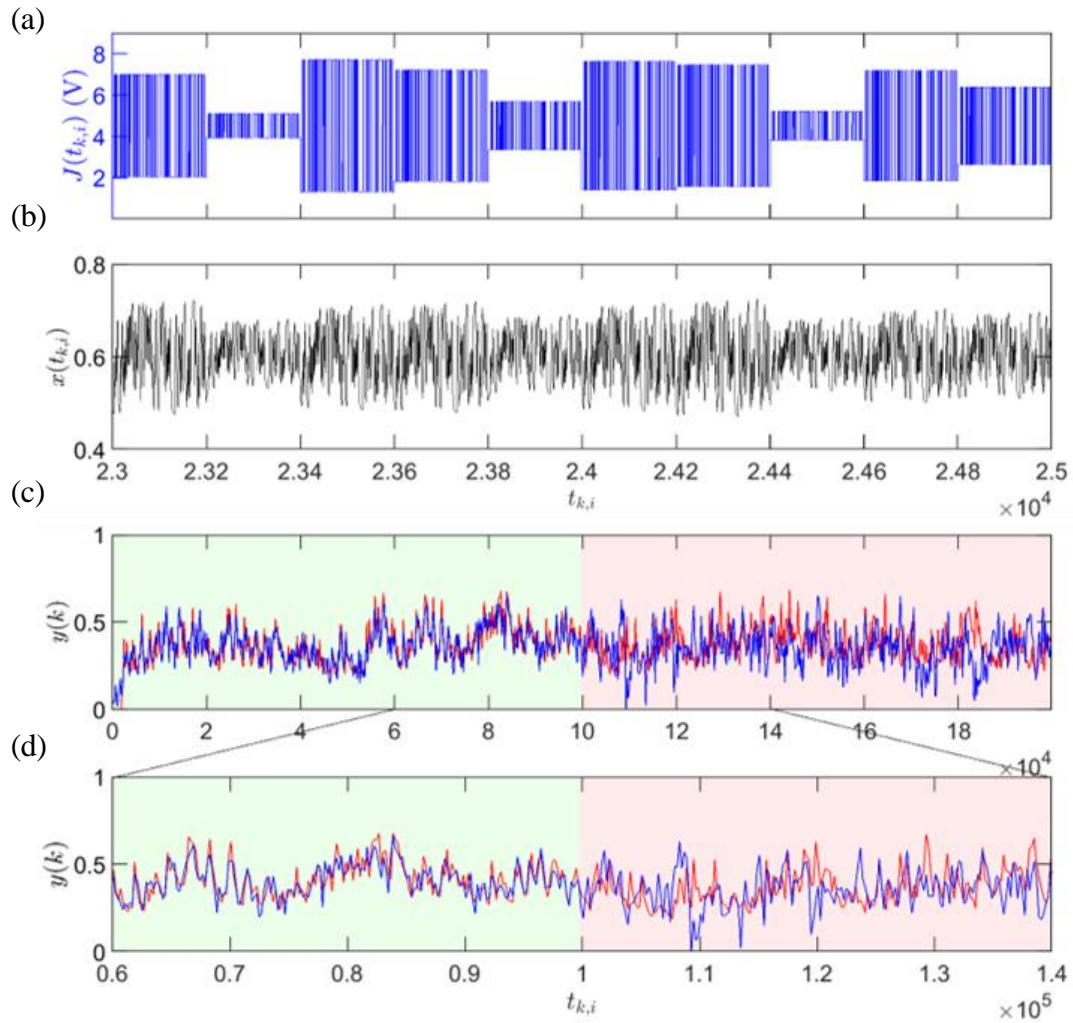 (a)
J(t_{k,i}) (V)
8
6
4
2
(b)
x(t_{k,i})
0.8
0.6
0.4
2.3 2.32 2.34 2.36 2.38 2.4 2.42 2.44 2.46 2.48 2.5
t_{k,i}
×10^4
(c)
y(k)
1
0.5
0
0 2 4 6 8 10 12 14 16 18
×10^4
(d)
y(k)
1
0.5
0
0.6 0.7 0.8 0.9 1 1.1 1.2 1.3 1.4
t_{k,i}
×10^5